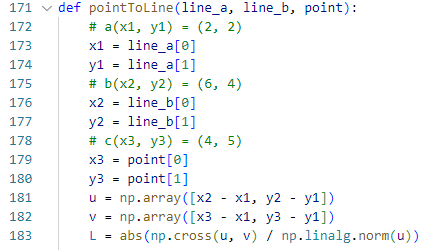 171 def pointToLine(line_a, line_b, point):
172 # a(x1, y1) = (2, 2)
173 x1 = line_a[0]
174 y1 = line_a[1]
175 # b(x2, y2) = (6, 4)
176 x2 = line_b[0]
177 y2 = line_b[1]
178 # c(x3, y3) = (4, 5)
179 x3 = point[0]
180 y3 = point[1]
181 u = np.array([x2 - x1, y2 - y1])
182 v = np.array([x3 - x1, y3 - y1])
183 L = abs(np.cross(u, v) / np.linalg.norm(u))